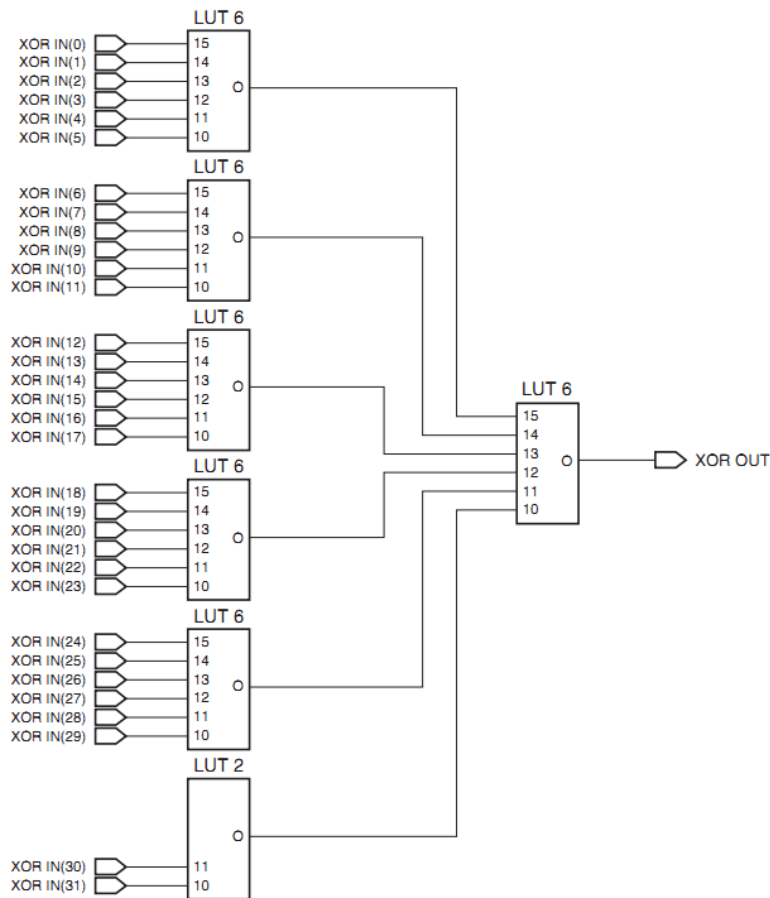 LUT 6
XOR IN(0) 15
XOR IN(1) 14
XOR IN(2) 13
O
XOR IN(3) 12
XOR IN(4) 11
XOR IN(5) 10
LUT 6
XOR IN(6) 15
XOR IN(7) 14
XOR IN(8) 13
O
XOR IN(9) 12
XOR IN(10) 11
XOR IN(11) 10
LUT 6
XOR IN(12) 15
XOR IN(13) 14
XOR IN(14) 13
O
XOR IN(15) 12
XOR IN(16) 11
XOR IN(17) 10
LUT 6
XOR IN(18) 15
XOR IN(19) 14
XOR IN(20) 13
O
XOR IN(21) 12
XOR IN(22) 11
XOR IN(23) 10
LUT 6
XOR IN(24) 15
XOR IN(25) 14
XOR IN(26) 13
O
XOR IN(27) 12
XOR IN(28) 11
XOR IN(29) 10
LUT 2
O
XOR IN(30) 11
XOR IN(31) 10
LUT 6
15
14
13
12
11
10
O
XOR OUT